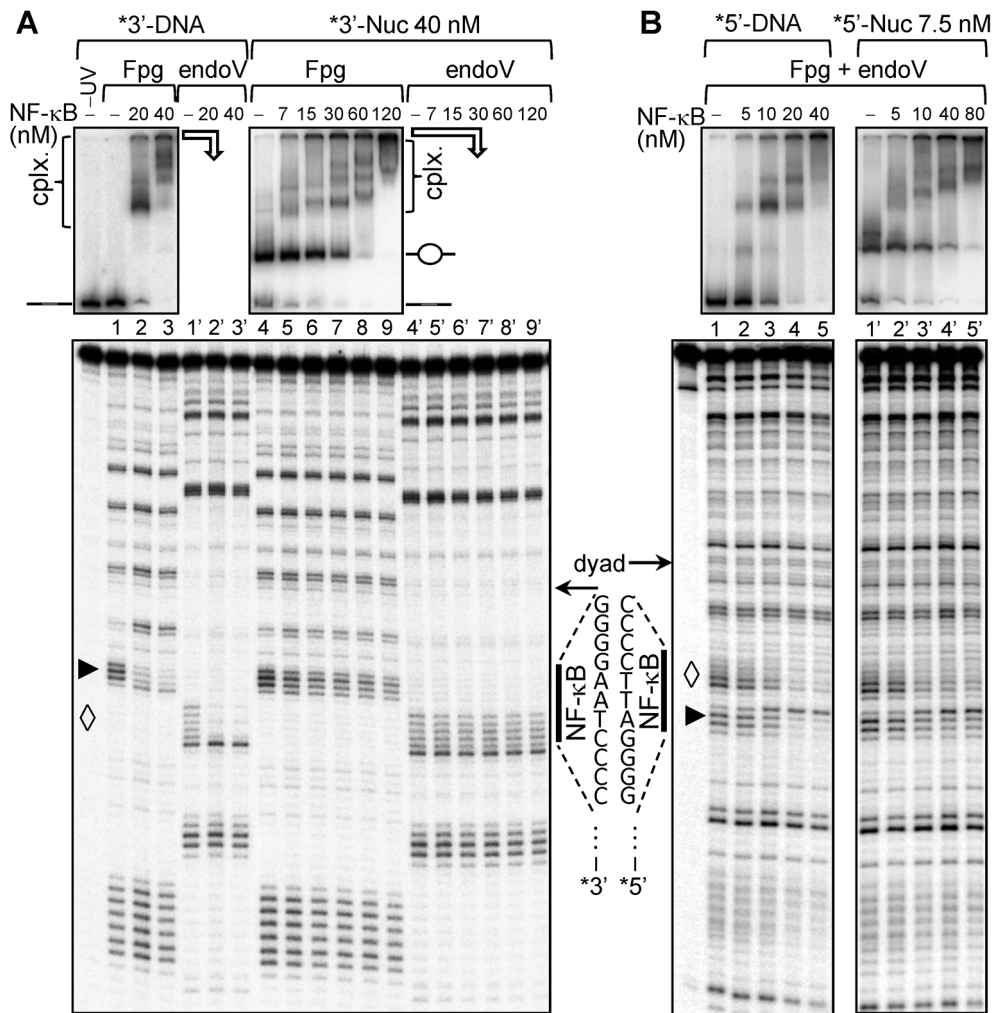 A
*3’-DNA
*3’-Nuc 40 nM
–UV
Fpg
endoV
Fpg
endoV
NF-κB
(nM)
– 20 40
– 20 40
– 7 15 30 60 120
– 7 15 30 60 120
cplx.
cplx.
1 2 3 1’ 2’ 3’ 4 5 6 7 8 9 4’ 5’ 6’ 7’ 8’ 9’
B
*5’-DNA
*5’-Nuc 7.5 nM
Fpg + endoV
NF-κB
(nM)
– 5 10 20 40
– 5 10 40 80
1 2 3 4 5
1’ 2’ 3’ 4’ 5’
dyad
G C
G C
G C
G C
A T
A T
T A
C G
C G
C G
C G
NF-κB
NF-κB
*3’ *5’